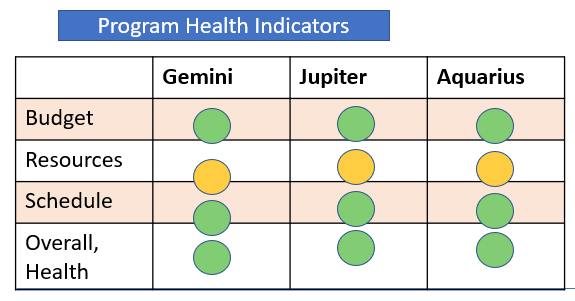 Program Health Indicators
Gemini Jupiter Aquarius
Budget
Resources
Schedule
Overall,
Health